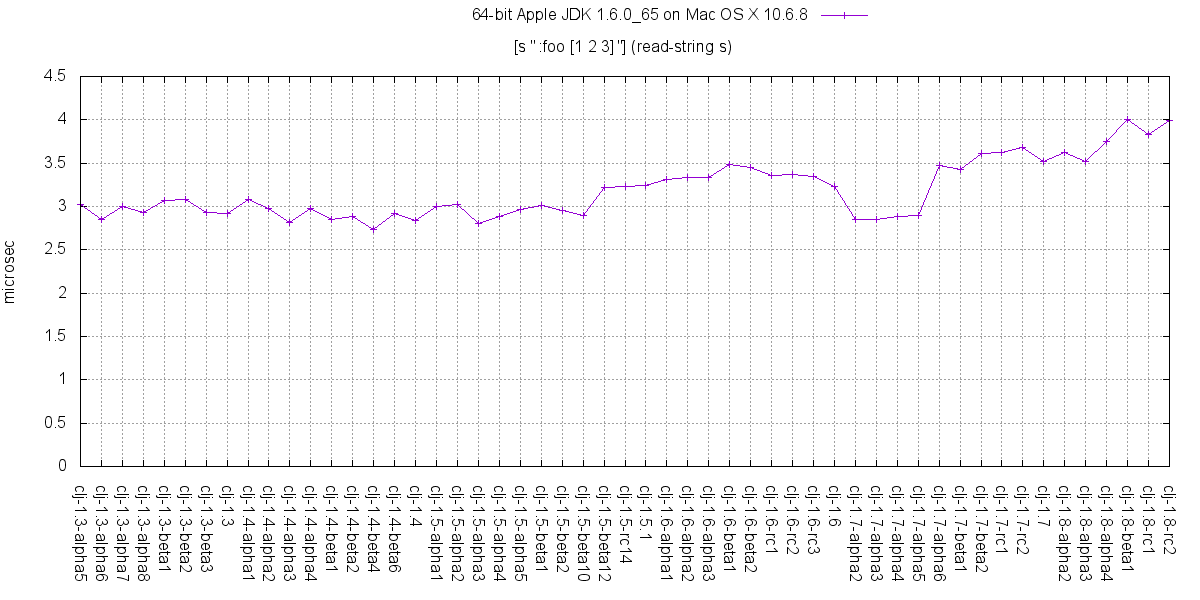 64-bit Apple JDK 1.6.0_65 on Mac OS X 10.6.8
[s " :foo [1 2 3] "] (read-string s)
microsec
4.5
4
3.5
3
2.5
2
1.5
1
0.5
0
clj-1.3-alpha5
clj-1.3-alpha6
clj-1.3-alpha7
clj-1.3-alpha8
clj-1.3-beta1
clj-1.3-beta2
clj-1.3-beta3
clj-1.3
clj-1.4-alpha1
clj-1.4-alpha2
clj-1.4-alpha3
clj-1.4-alpha4
clj-1.4-beta1
clj-1.4-beta2
clj-1.4-beta4
clj-1.4-beta6
clj-1.4
clj-1.5-alpha1
clj-1.5-alpha2
clj-1.5-alpha3
clj-1.5-alpha4
clj-1.5-alpha5
clj-1.5-beta1
clj-1.5-beta2
clj-1.5-beta10
clj-1.5-beta12
clj-1.5-rc14
clj-1.5.1
clj-1.6-alpha1
clj-1.6-alpha2
clj-1.6-alpha3
clj-1.6-beta1
clj-1.6-beta2
clj-1.6-rc1
clj-1.6-rc2
clj-1.6-rc3
clj-1.6
clj-1.7-alpha2
clj-1.7-alpha3
clj-1.7-alpha4
clj-1.7-alpha5
clj-1.7-alpha6
clj-1.7-beta1
clj-1.7-beta2
clj-1.7-rc1
clj-1.7-rc2
clj-1.7
clj-1.8-alpha2
clj-1.8-alpha3
clj-1.8-alpha4
clj-1.8-beta1
clj-1.8-rc1
clj-1.8-rc2